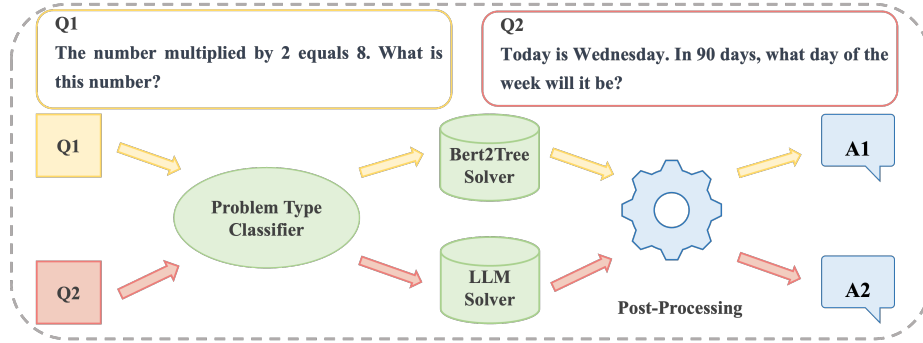 Q1
The number multiplied by 2 equals 8. What is
this number?
Q2
Today is Wednesday. In 90 days, what day of the
week will it be?
Q1
Bert2Tree
Solver
A1
Problem Type
Classifier
Q2
LLM
Solver
Post-Processing
A2